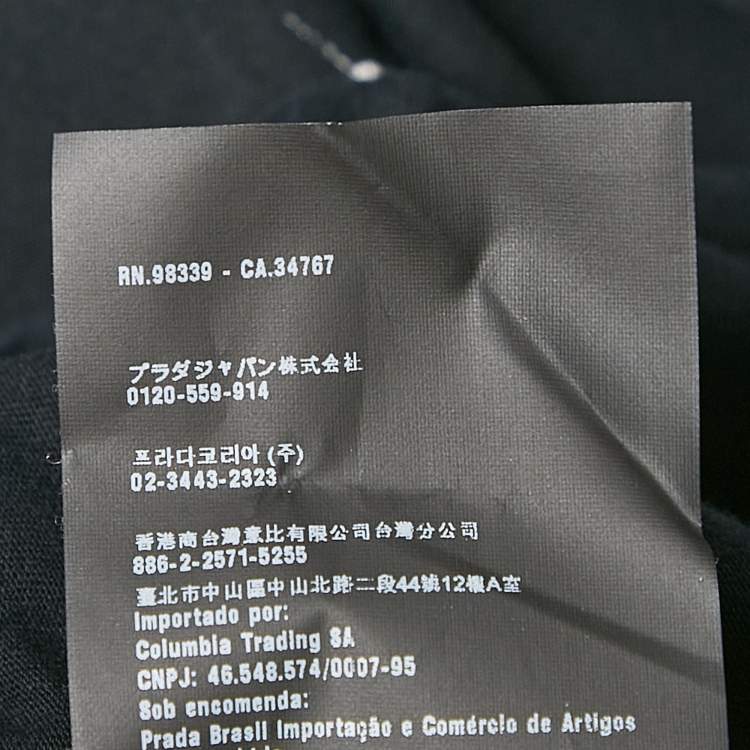 RN.98339 - CA.34767
プラダジャパン株式会社
0120-559-914
프라다코리아 (주)
02-3443-2323
香港商台灣意比有限公司台灣分公司
886-2-2571-5255
臺北市中山區中山北路二段44號12樓A室
Importado por:
Columbia Trading SA
CNPJ: 46.548.574/0007-95
Sob encomenda:
Prada Brasil Importação e Comércio de Artigos